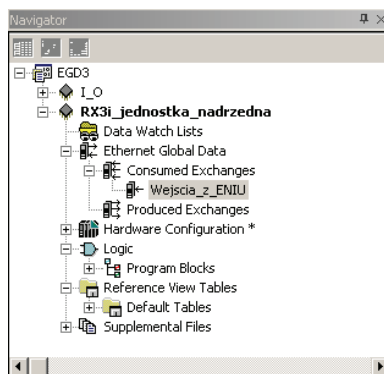 Navigator
EGD3
I_O
RX3i_jednostka_nadrzedna
Data Watch Lists
Ethernet Global Data
Consumed Exchanges
Wejscia_z_ENIU
Produced Exchanges
Hardware Configuration *
Logic
Program Blocks
Reference View Tables
Default Tables
Supplemental Files